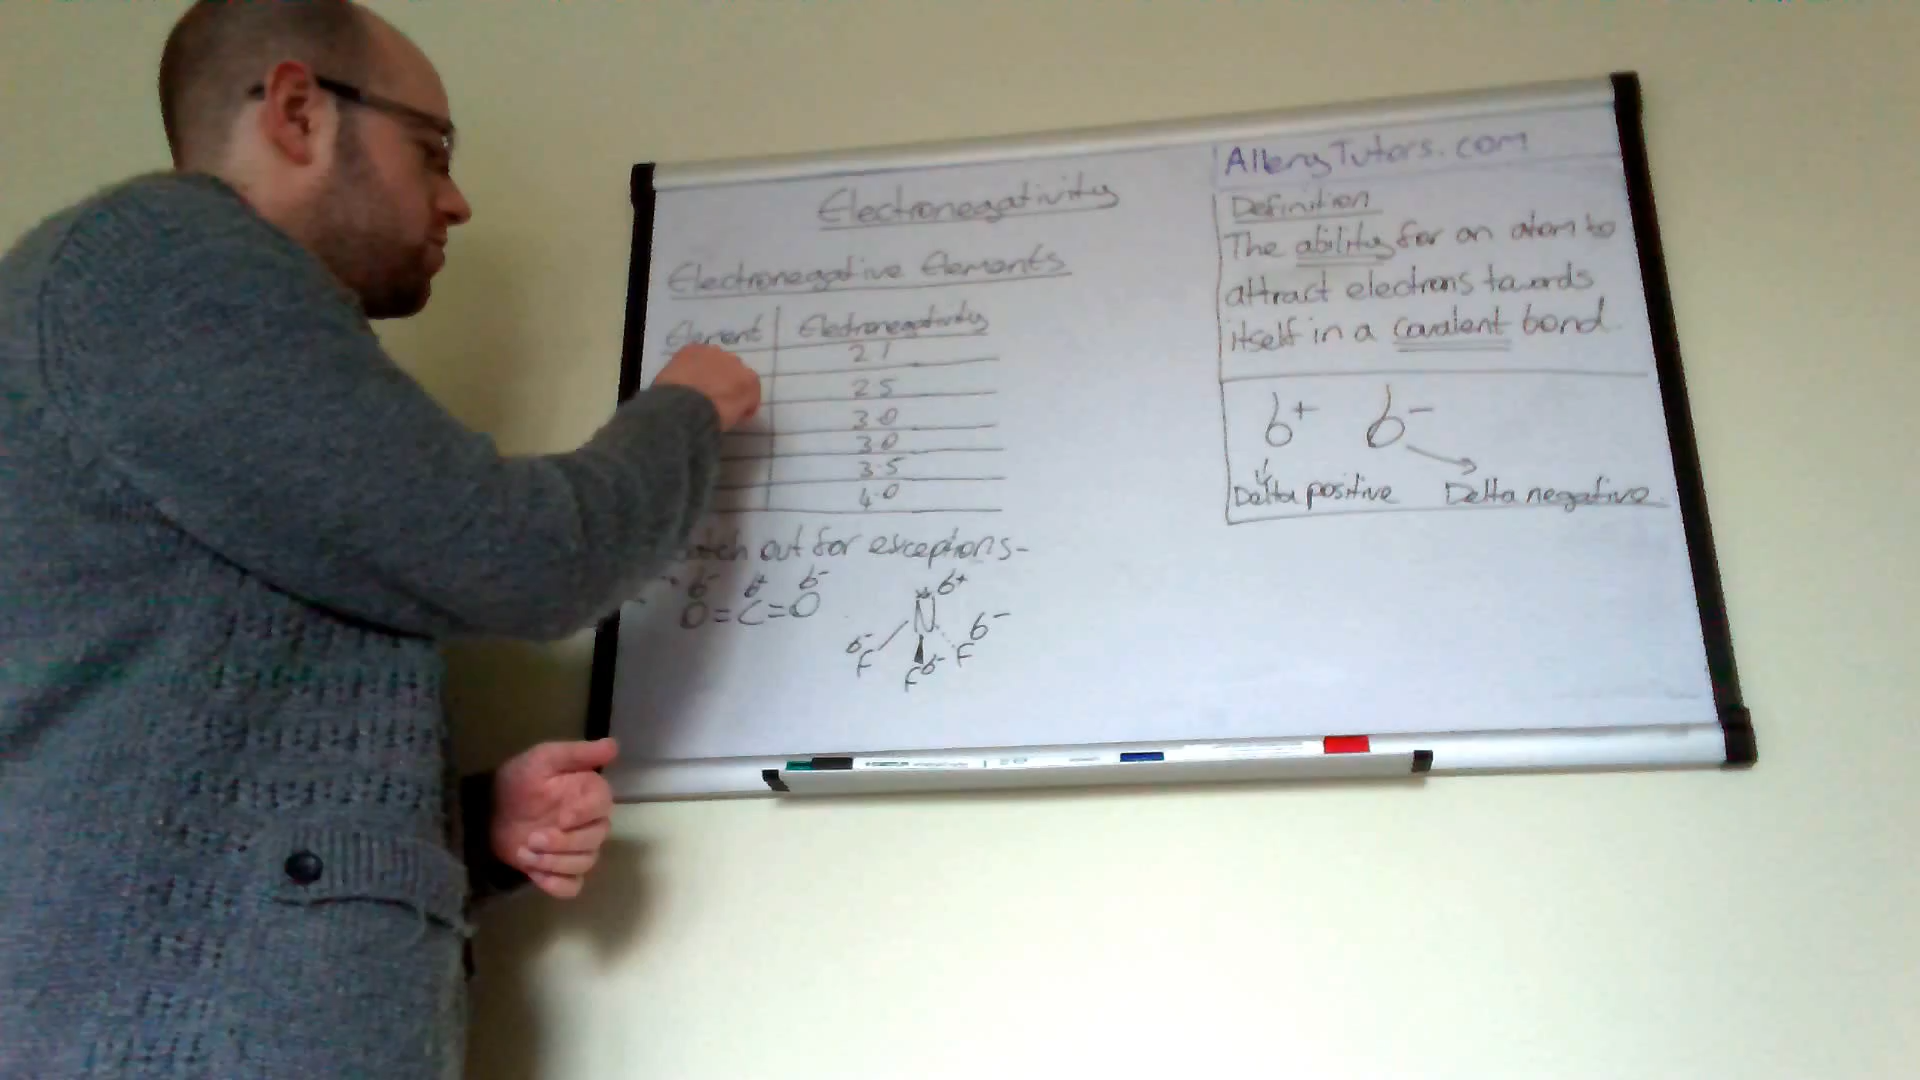 Electronegativity
Electronegative Elements
Element Electronegativity
2.1
2.5
3.0
3.0
3.5
4.0
out for exceptions-
δ- δ+ δ-
O=C=O
N δ+
δ- F
F δ-
F δ-
AlleryTutors.com
Definition
The ability for an atom to
attract electrons towards
itself in a covalent bond.
δ+ δ-
Delta positive Delta negative